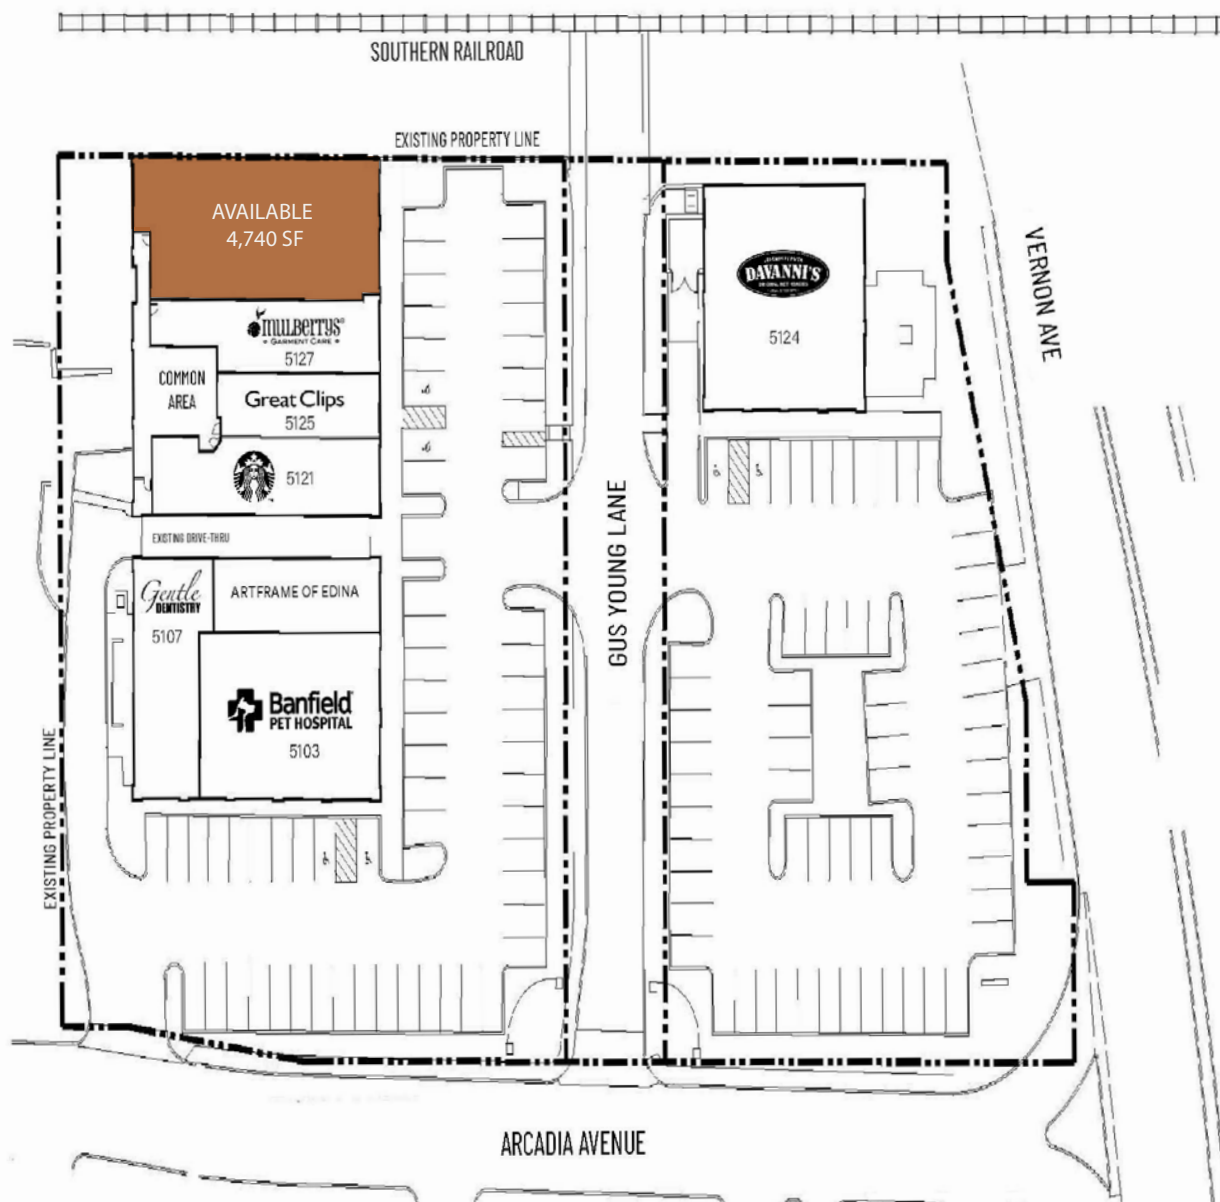 SOUTHERN RAILROAD
EXISTING PROPERTY LINE
AVAILABLE
4,740 SF
MULBERRYS
GARMENT CARE
5127
COMMON
AREA
Great Clips
5125
5121
EXISTING DRIVE-THRU
Gentle
DENTISTRY
5107
ARTFRAME OF EDINA
Banfield
PET HOSPITAL
5103
EXISTING PROPERTY LINE
DAVANNI'S
5124
VERNON AVE
GUS YOUNG LANE
ARCADIA AVENUE